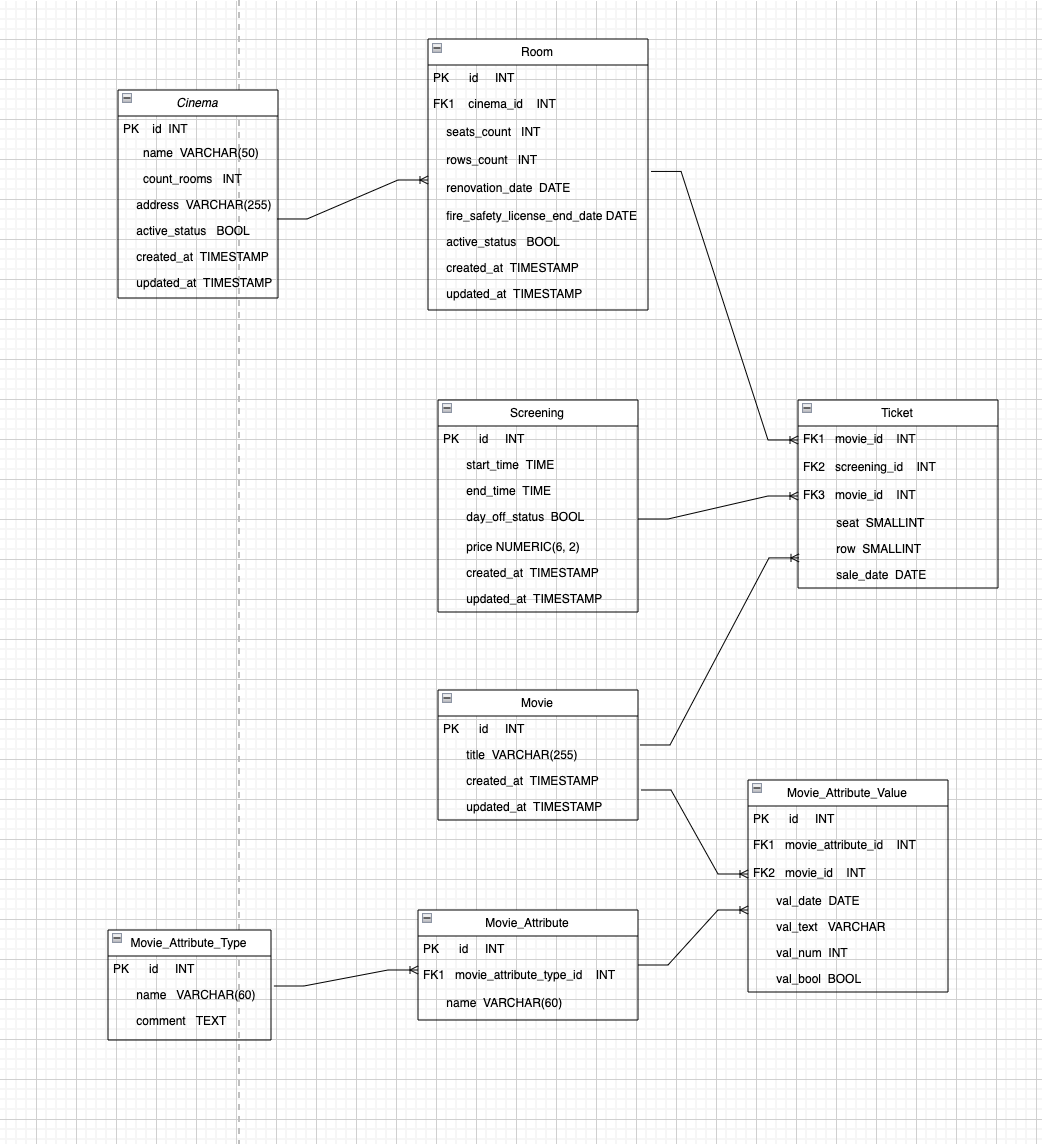 Cinema
PK id INT
name VARCHAR(50)
count_rooms INT
address VARCHAR(255)
active_status BOOL
created_at TIMESTAMP
updated_at TIMESTAMP
Room
PK id INT
FK1 cinema_id INT
seats_count INT
rows_count INT
renovation_date DATE
fire_safety_license_end_date DATE
active_status BOOL
created_at TIMESTAMP
updated_at TIMESTAMP
Screening
PK id INT
start_time TIME
end_time TIME
day_off_status BOOL
price NUMERIC(6, 2)
created_at TIMESTAMP
updated_at TIMESTAMP
Ticket
FK1 movie_id INT
FK2 screening_id INT
FK3 movie_id INT
seat SMALLINT
row SMALLINT
sale_date DATE
Movie
PK id INT
title VARCHAR(255)
created_at TIMESTAMP
updated_at TIMESTAMP
Movie_Attribute_Value
PK id INT
FK1 movie_attribute_id INT
FK2 movie_id INT
val_date DATE
val_text VARCHAR
val_num INT
val_bool BOOL
Movie_Attribute
PK id INT
FK1 movie_attribute_type_id INT
name VARCHAR(60)
Movie_Attribute_Type
PK id INT
name VARCHAR(60)
comment TEXT